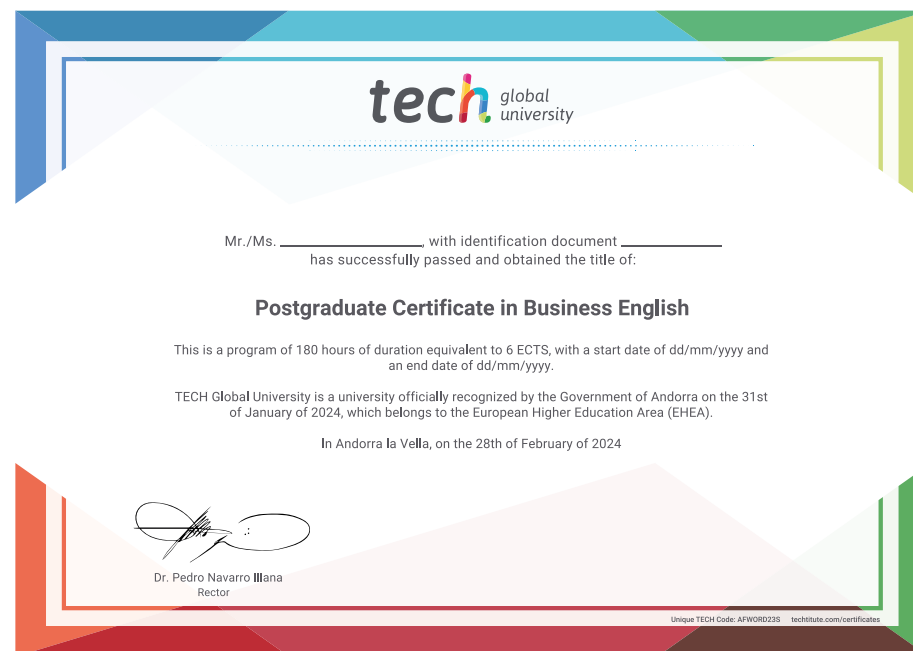 tech global
university
Mr./Ms. ____________, with identification document ____________
has successfully passed and obtained the title of:
Postgraduate Certificate in Business English
This is a program of 180 hours of duration equivalent to 6 ECTS, with a start date of dd/mm/yyyy and
an end date of dd/mm/yyyy.
TECH Global University is a university officially recognized by the Government of Andorra on the 31st
of January of 2024, which belongs to the European Higher Education Area (EHEA).
In Andorra la Vella, on the 28th of February of 2024
Dr. Pedro Navarro Illana
Rector
Unique TECH Code: AFWORD23S techtitute.com/certificates